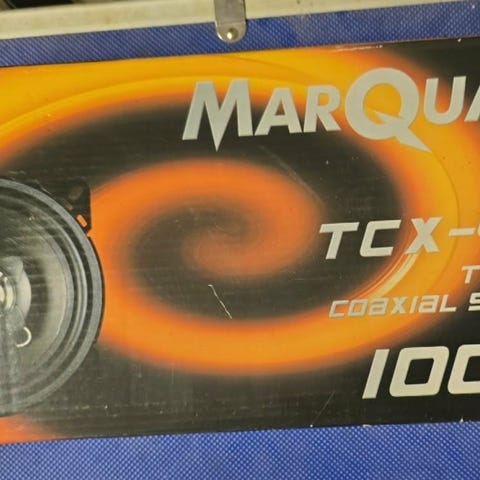 MARQUA
TCX-
T
COAXIAL S
100